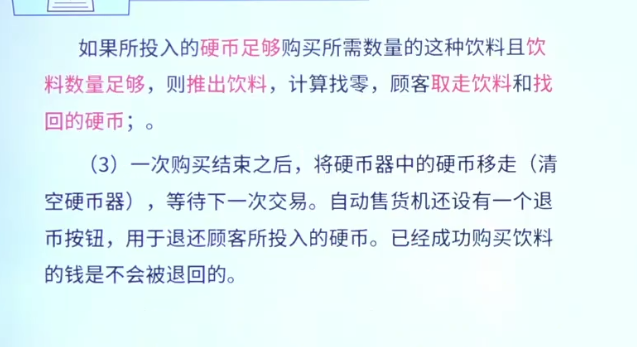 如果所投入的硬币足够购买所需数量的这种饮料且饮
料数量足够，则推出饮料，计算找零，顾客取走饮料和找
回的硬币；。
（3）一次购买结束之后，将硬币器中的硬币移走（清
空硬币器），等待下一次交易。自动售货机还设有一个退
币按钮，用于退还顾客所投入的硬币。已经成功购买饮料
的钱是不会被退回的。